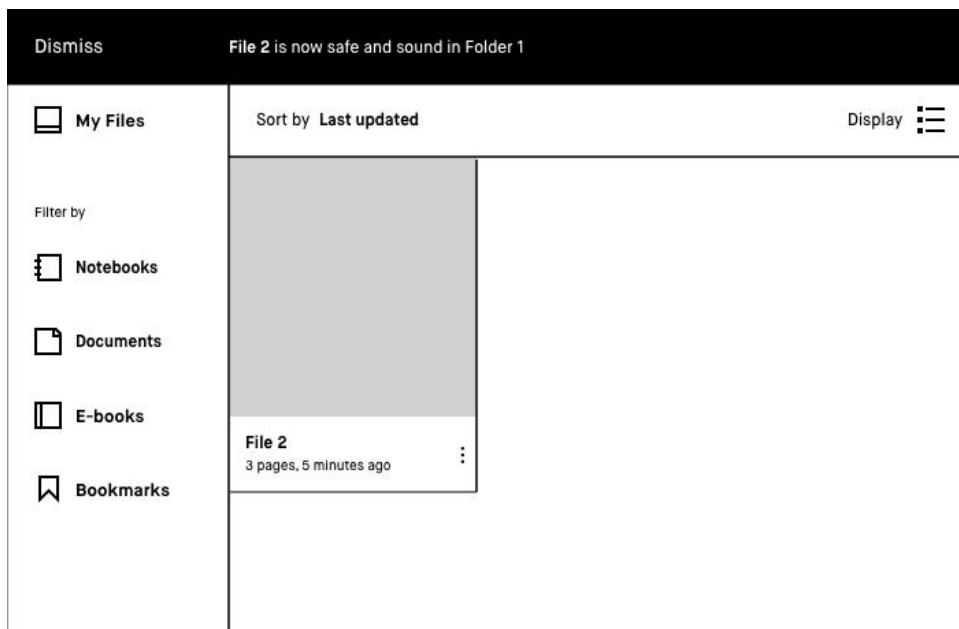 Dismiss
File 2 is now safe and sound in Folder 1
My Files
Sort by Last updated
Display
Filter by
Notebooks
Documents
E-books
Bookmarks
File 2
3 pages, 5 minutes ago